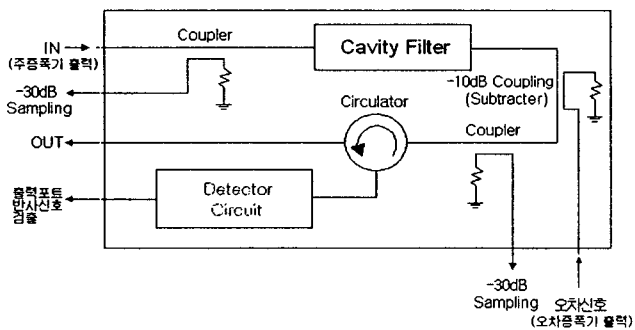 IN
(주증폭기 출력)
Coupler
Cavity Filter
-30dB
Sampling
-10dB Coupling
(Subtracter)
Circulator
OUT
Coupler
출력포트
반사신호
검출
Detector
Circuit
-30dB
Sampling
오차신호
(오차증폭기 출력)